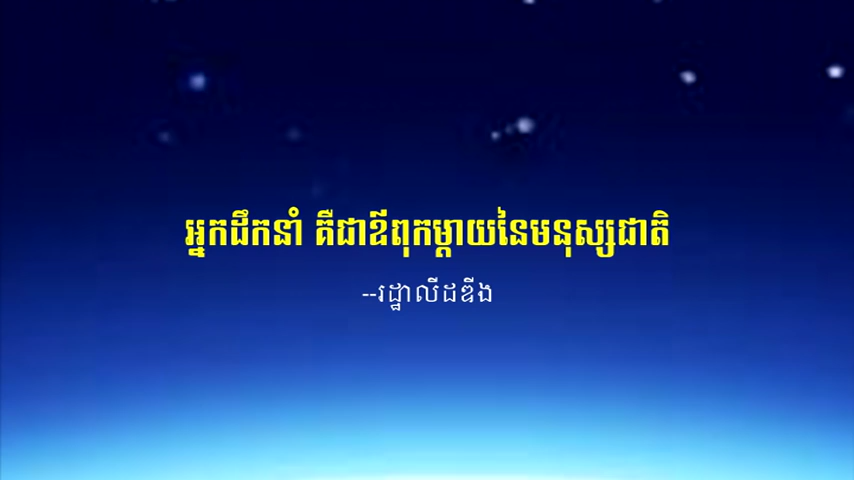 អ្នកដឹកនាំ គឺជាឪពុកម្ដាយនៃមនុស្សជាតិ
--រដ្ឋាលីដឌីង